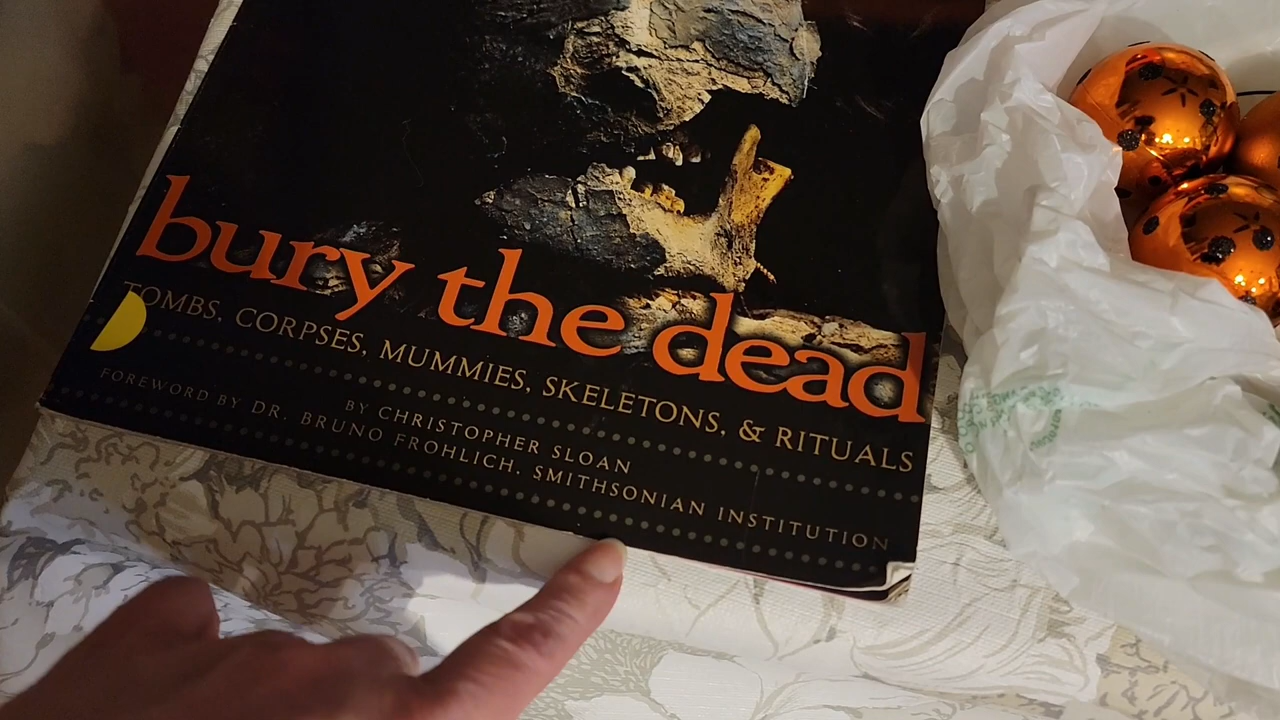 bury the dead
TOMBS, CORPSES, MUMMIES, SKELETONS, & RITUALS
BY CHRISTOPHER SLOAN
FOREWORD BY DR. BRUNO FROHLICH, SMITHSONIAN INSTITUTION